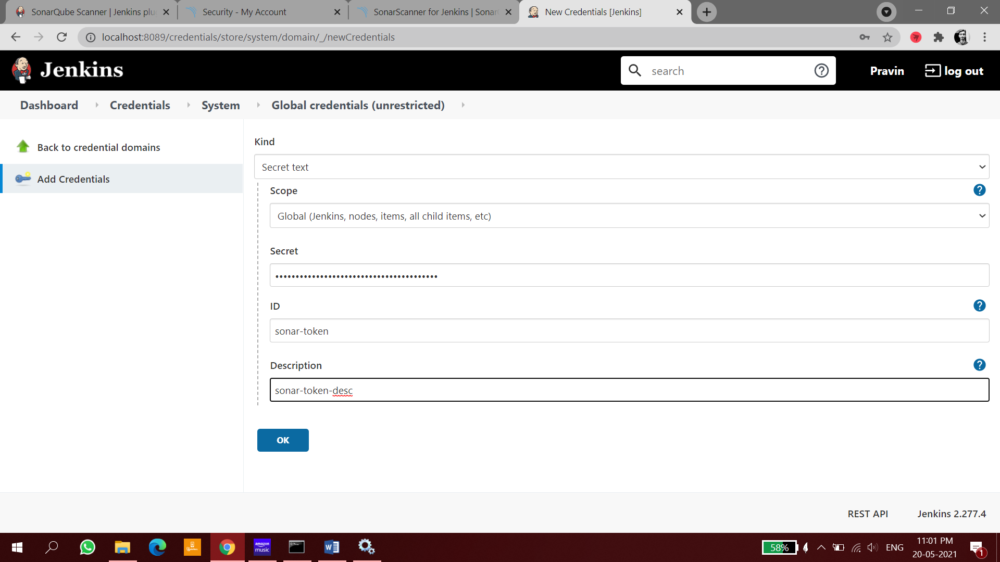 SonarQube Scanner | Jenkins plu
Security - My Account
SonarScanner for Jenkins | Sonar
New Credentials [Jenkins]
localhost:8089/credentials/store/system/domain/_/newCredentials
Jenkins
search
Pravin
log out
Dashboard
Credentials
System
Global credentials (unrestricted)
Back to credential domains
Add Credentials
Kind
Secret text
Scope
Global (Jenkins, nodes, items, all child items, etc)
Secret
ID
sonar-token
Description
sonar-token-desc
OK
REST API
Jenkins 2.277.4
amazon
music
58%
ENG
11:01 PM
20-05-2021
1